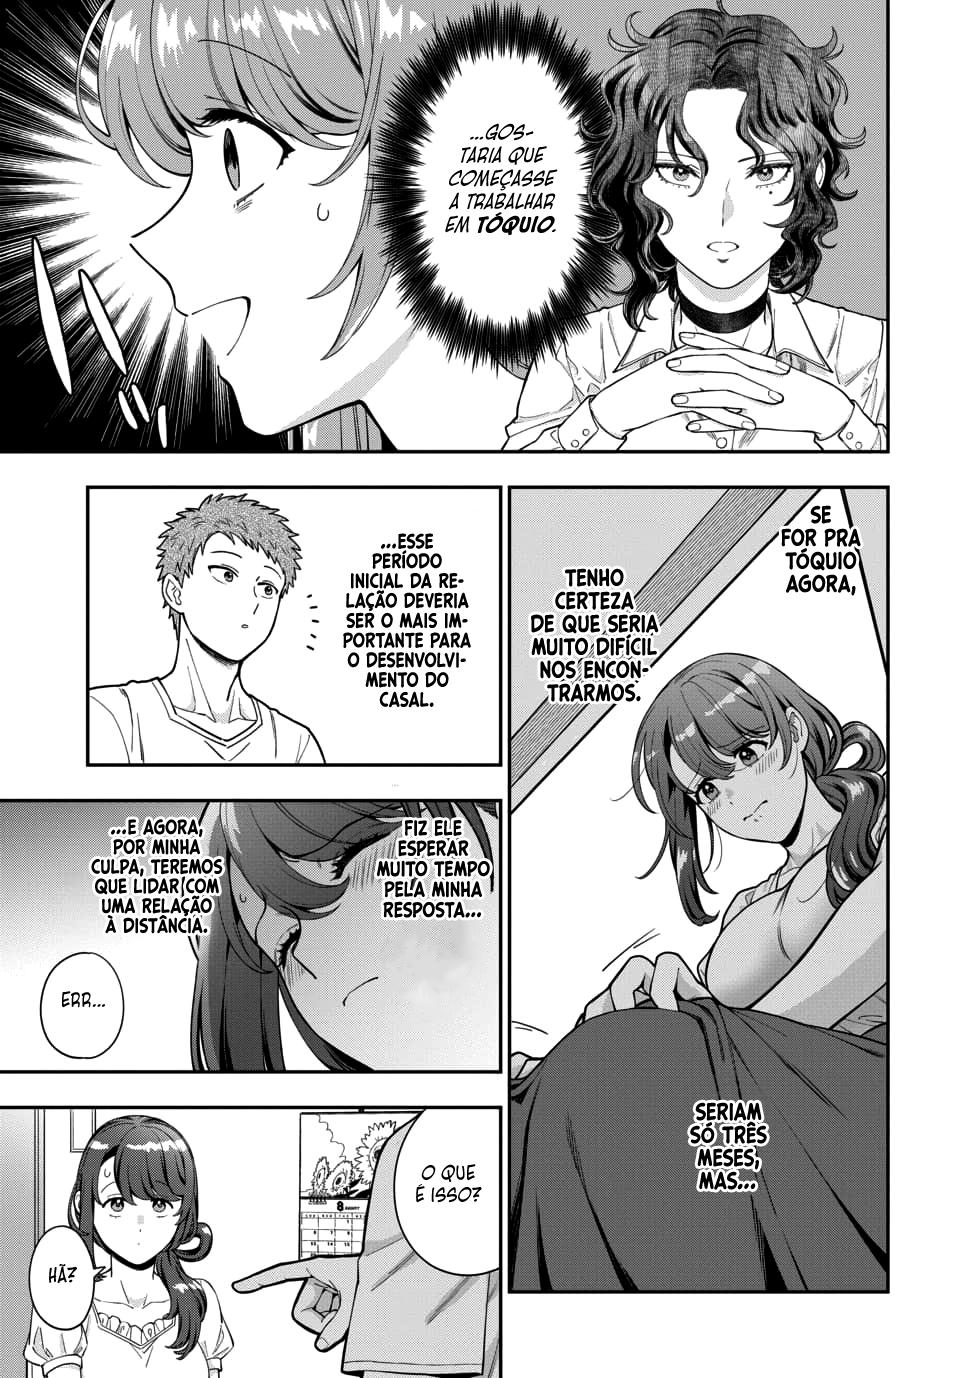 ...GOS-
TARIA QUE
COMEÇASSE
A TRABALHAR
EM TÓQUIO.
SE
FOR PRA
TÓQUIO
AGORA,
TENHO
CERTEZA
DE QUE SERIA
MUITO DIFÍCIL
NOS ENCON-
TRARMOS.
SERIAM
SÓ TRÊS
MESES,
MAS...
...ESSE
PERÍODO
INICIAL DA RE-
LAÇÃO DEVERIA
SER O MAIS IM-
PORTANTE PARA
O DESENVOLVI-
MENTO DO
CASAL.
FIZ ELE
ESPERAR
MUITO TEMPO
PELA MINHA
RESPOSTA...
...E AGORA,
POR MINHA
CULPA, TEREMOS
QUE LIDAR COM
UMA RELAÇÃO
À DISTÂNCIA.
ERR...
O QUE
É ISSO?
8
HÃ?